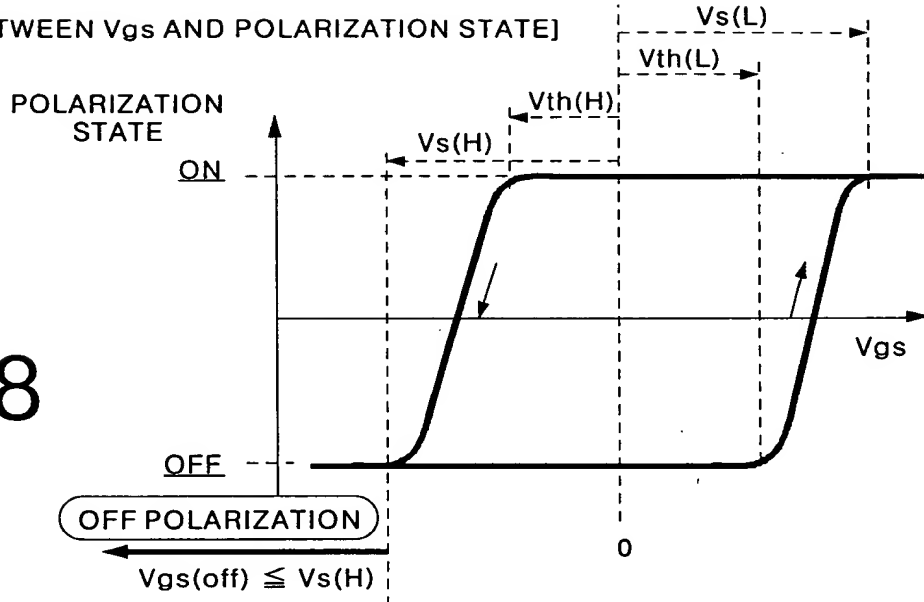 Vs(L)
TWEEN Vgs AND POLARIZATION STATE]
Vth(L)
POLARIZATION
STATE
Vth(H)
Vs(H)
ON
Vgs
8
OFF
OFF POLARIZATION
0
Vgs(off) ≦ Vs(H)